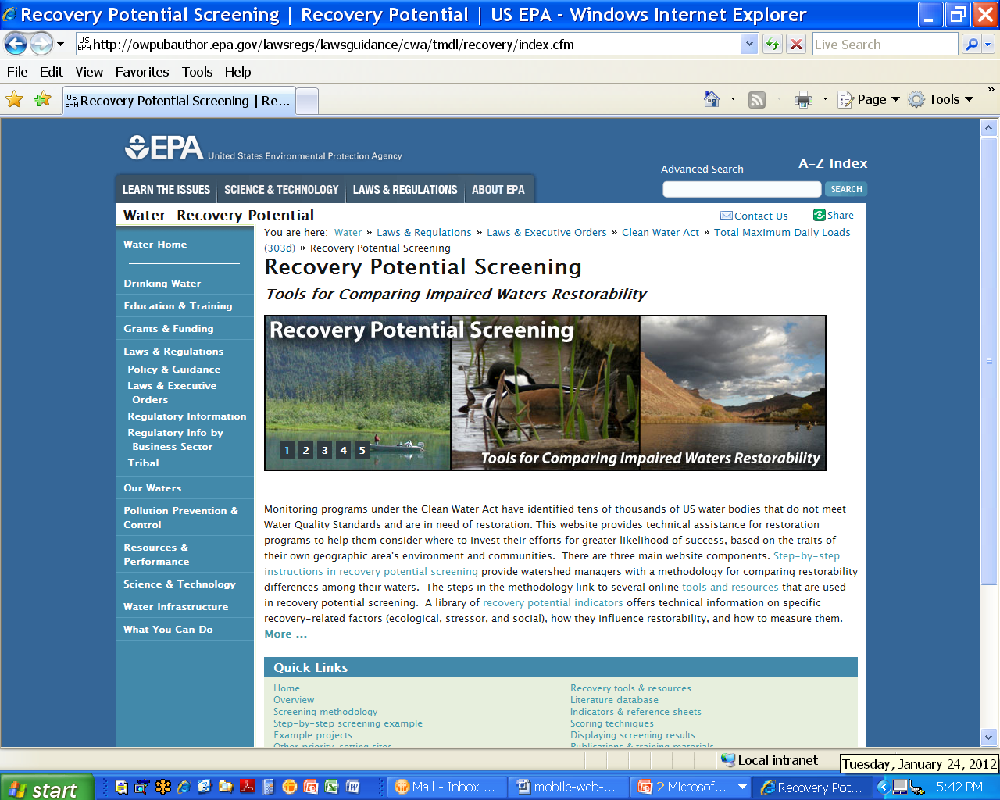 Recovery Potential Screening | Recovery Potential | US EPA - Windows Internet Explorer
US EPA http://owpubauthor.epa.gov/lawsregs/lawsguidance/cwa/tmdl/recovery/index.cfm
Live Search
File Edit View Favorites Tools Help
US EPA Recovery Potential Screening | Re...
Page Tools »
EPA United States Environmental Protection Agency
Advanced Search
A-Z Index
SEARCH
LEARN THE ISSUES SCIENCE & TECHNOLOGY LAWS & REGULATIONS ABOUT EPA
Water: Recovery Potential
Contact Us Share
Water Home
Drinking Water
Education & Training
Grants & Funding
Laws & Regulations
Policy & Guidance
Laws & Executive
Orders
Regulatory Information
Regulatory Info by
Business Sector
Tribal
Our Waters
Pollution Prevention &
Control
Resources &
Performance
Science & Technology
Water Infrastructure
What You Can Do
You are here: Water » Laws & Regulations » Laws & Executive Orders » Clean Water Act » Total Maximum Daily Loads
(303d) » Recovery Potential Screening
Recovery Potential Screening
Tools for Comparing Impaired Waters Restorability
Recovery Potential Screening
1 2 3 4 5
Tools for Comparing Impaired Waters Restorability
Monitoring programs under the Clean Water Act have identified tens of thousands of US water bodies that do not meet
Water Quality Standards and are in need of restoration. This website provides technical assistance for restoration
programs to help them consider where to invest their efforts for greater likelihood of success, based on the traits of
their own geographic area's environment and communities. There are three main website components. Step-by-step
instructions in recovery potential screening provide watershed managers with a methodology for comparing restorability
differences among their waters. The steps in the methodology link to several online tools and resources that are used
in recovery potential screening. A library of recovery potential indicators offers technical information on specific
recovery-related factors (ecological, stressor, and social), how they influence restorability, and how to measure them.
More ...
Quick Links
Home
Overview
Screening methodology
Step-by-step screening example
Example projects
Other priority-setting sites
Recovery tools & resources
Literature database
Indicators & reference sheets
Scoring techniques
Displaying screening results
Publications & training materials
Local intranet
Tuesday, January 24, 2012
start
Mail - Inbox ...
mobile-web-...
2 Microsof...
Recovery Pot...
5:42 PM